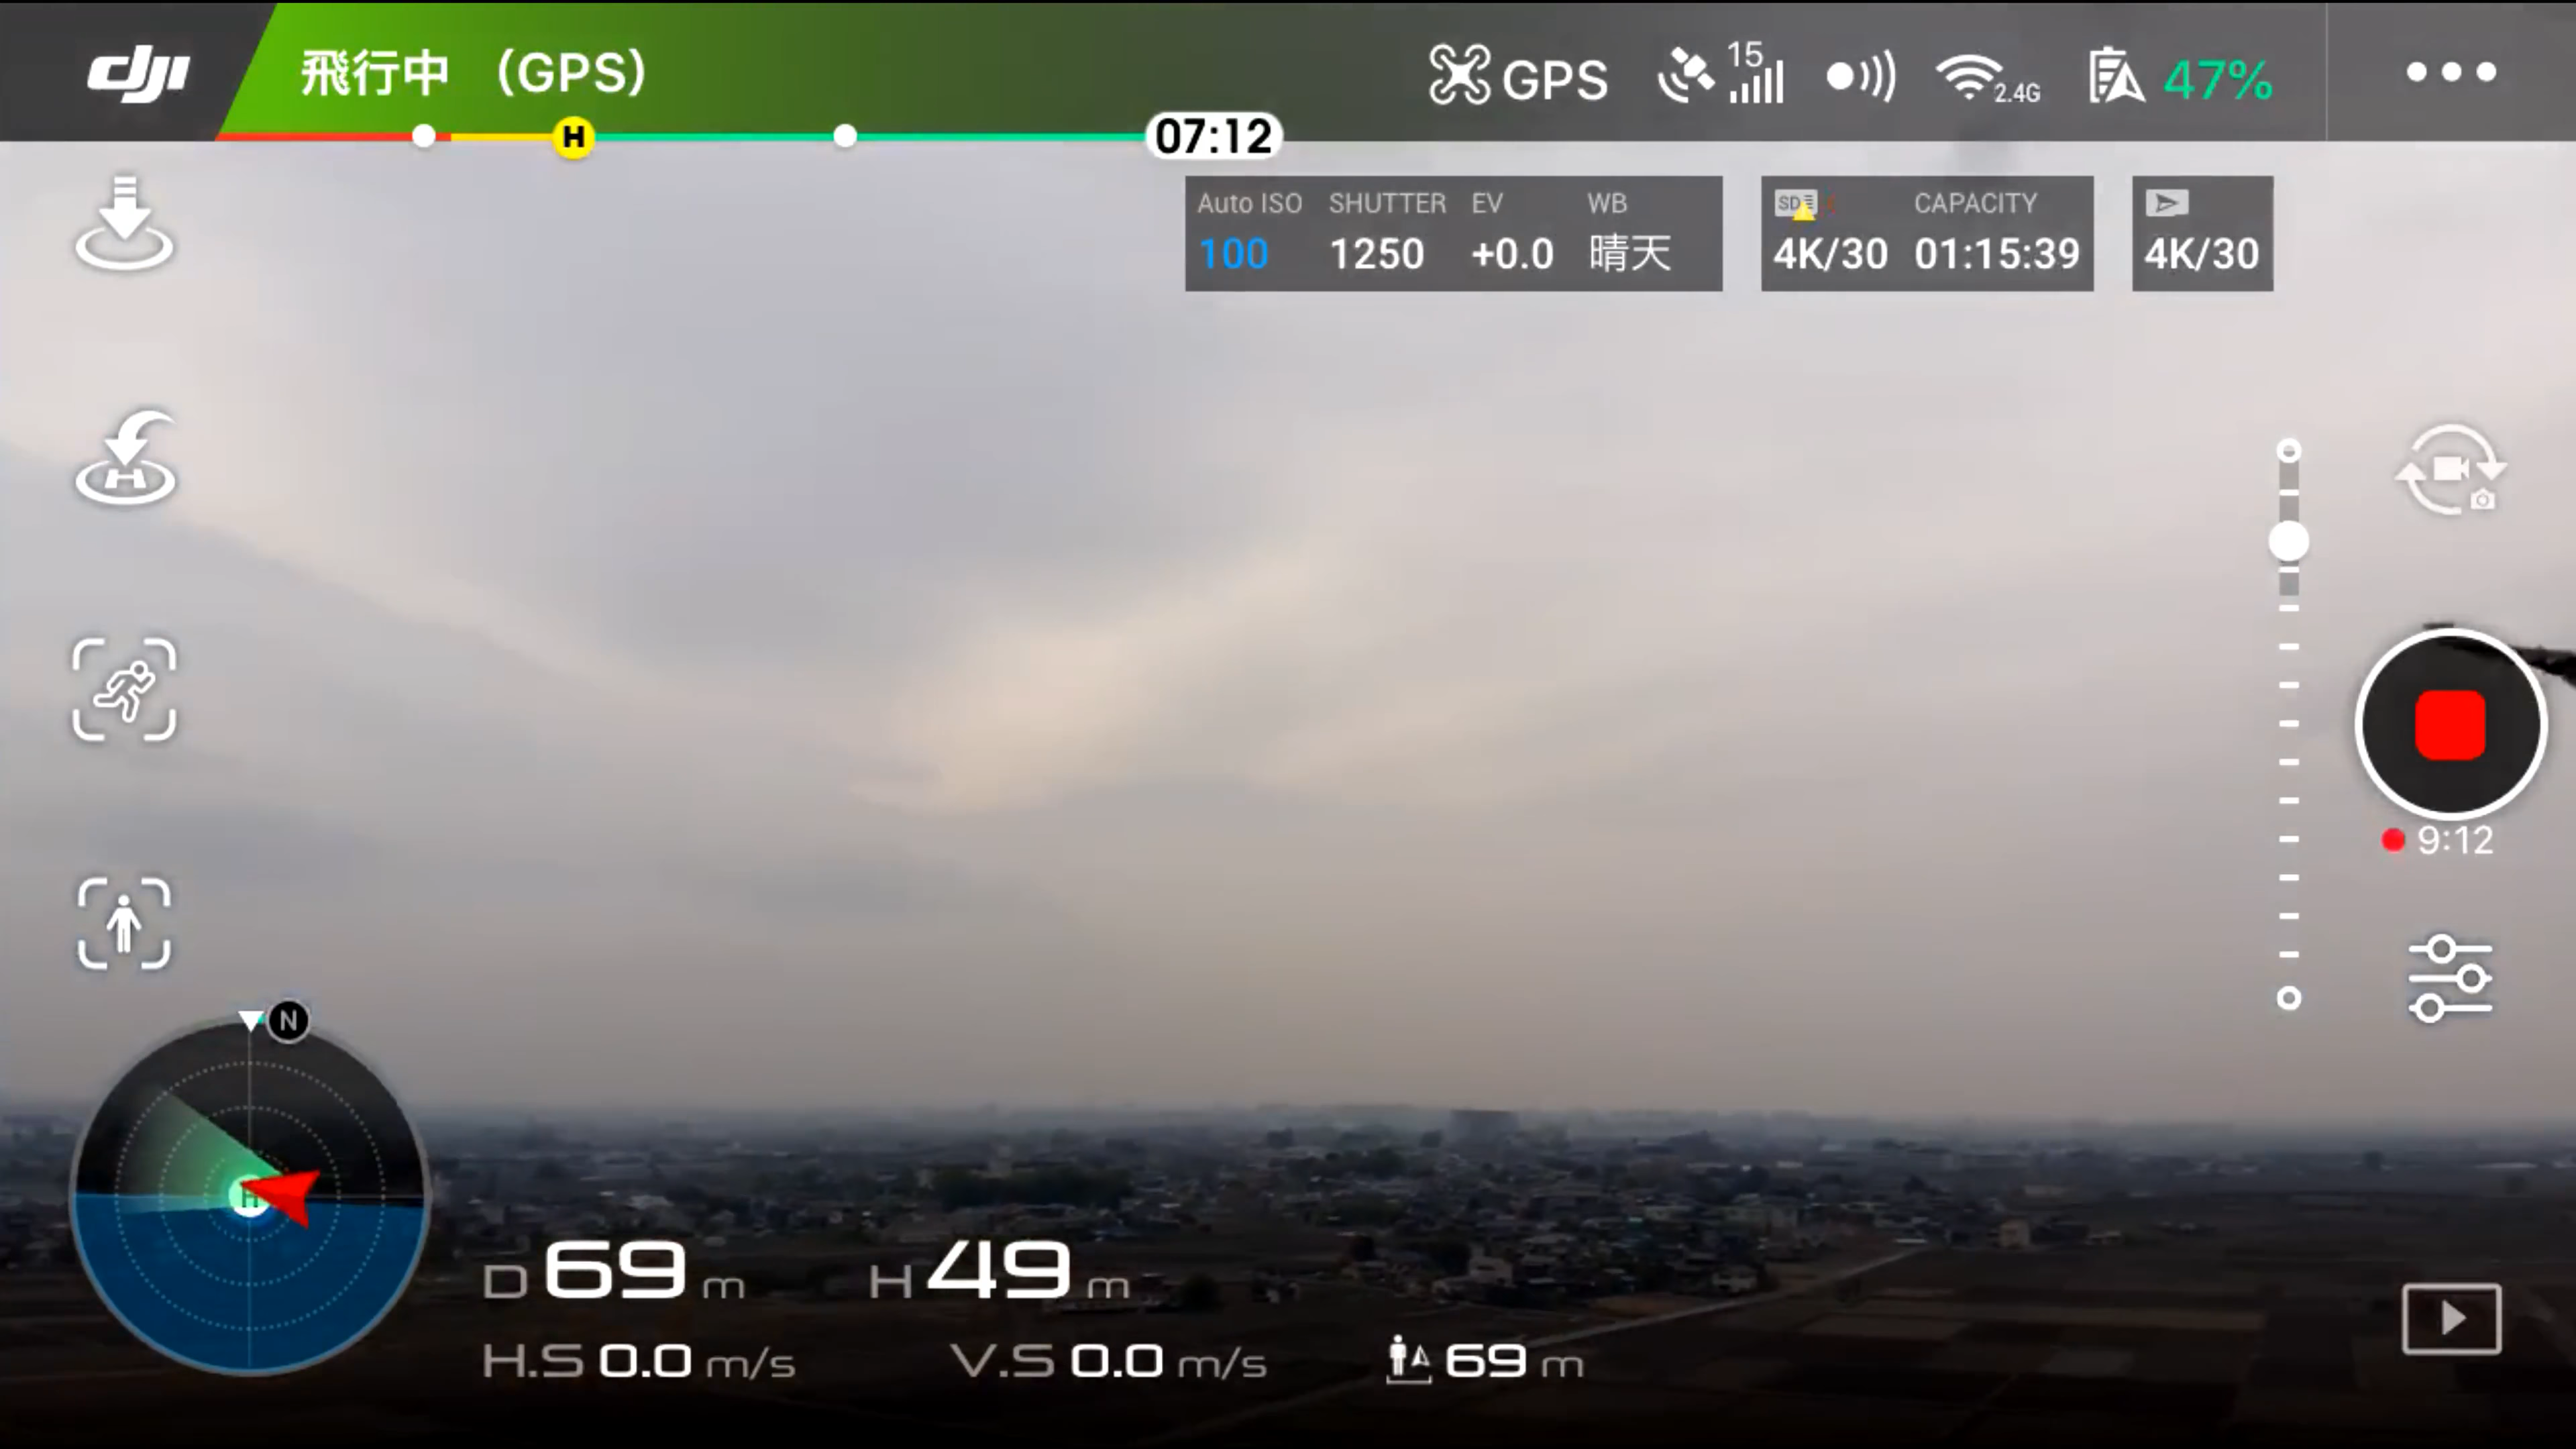 dji 飛行中 (GPS) GPS 15 2.4G 47%
H 07:12
Auto ISO SHUTTER EV WB SD CAPACITY
100 1250 +0.0 晴天 4K/30 01:15:39 4K/30
H
9:12
N
H
D 69 m H 49 m
H.S 0.0 m/s V.S 0.0 m/s 69 m